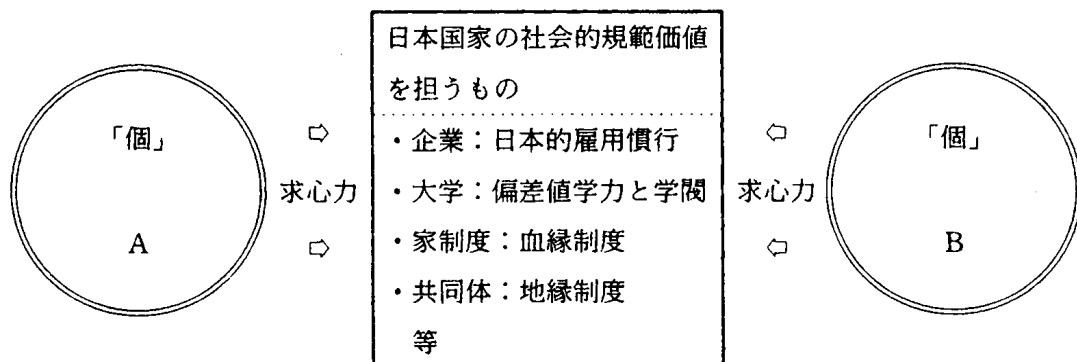 「個」
A
⇨
求心力
⇨
日本国家の社会的規範価値
を担うもの
・企業：日本的雇用慣行
・大学：偏差値学力と学閥
・家制度：血縁制度
・共同体：地縁制度
等
⇦
求心力
⇦
「個」
B